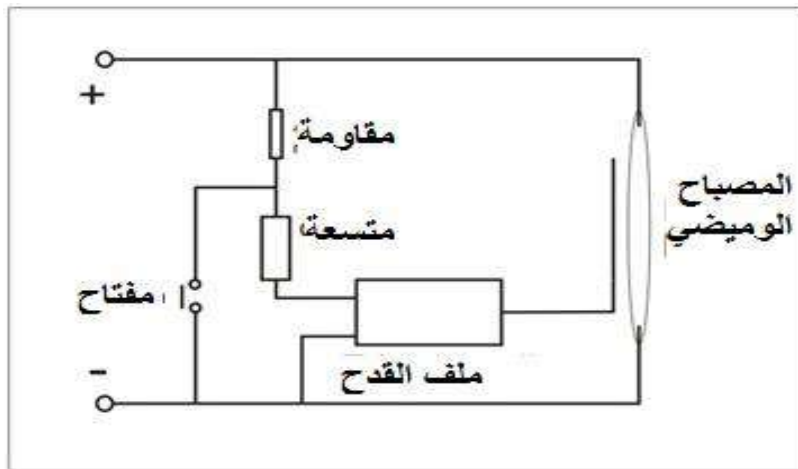 +
مقاومة
المصباح
الوميضي
متسعة
مفتاح
ملف القدح
-